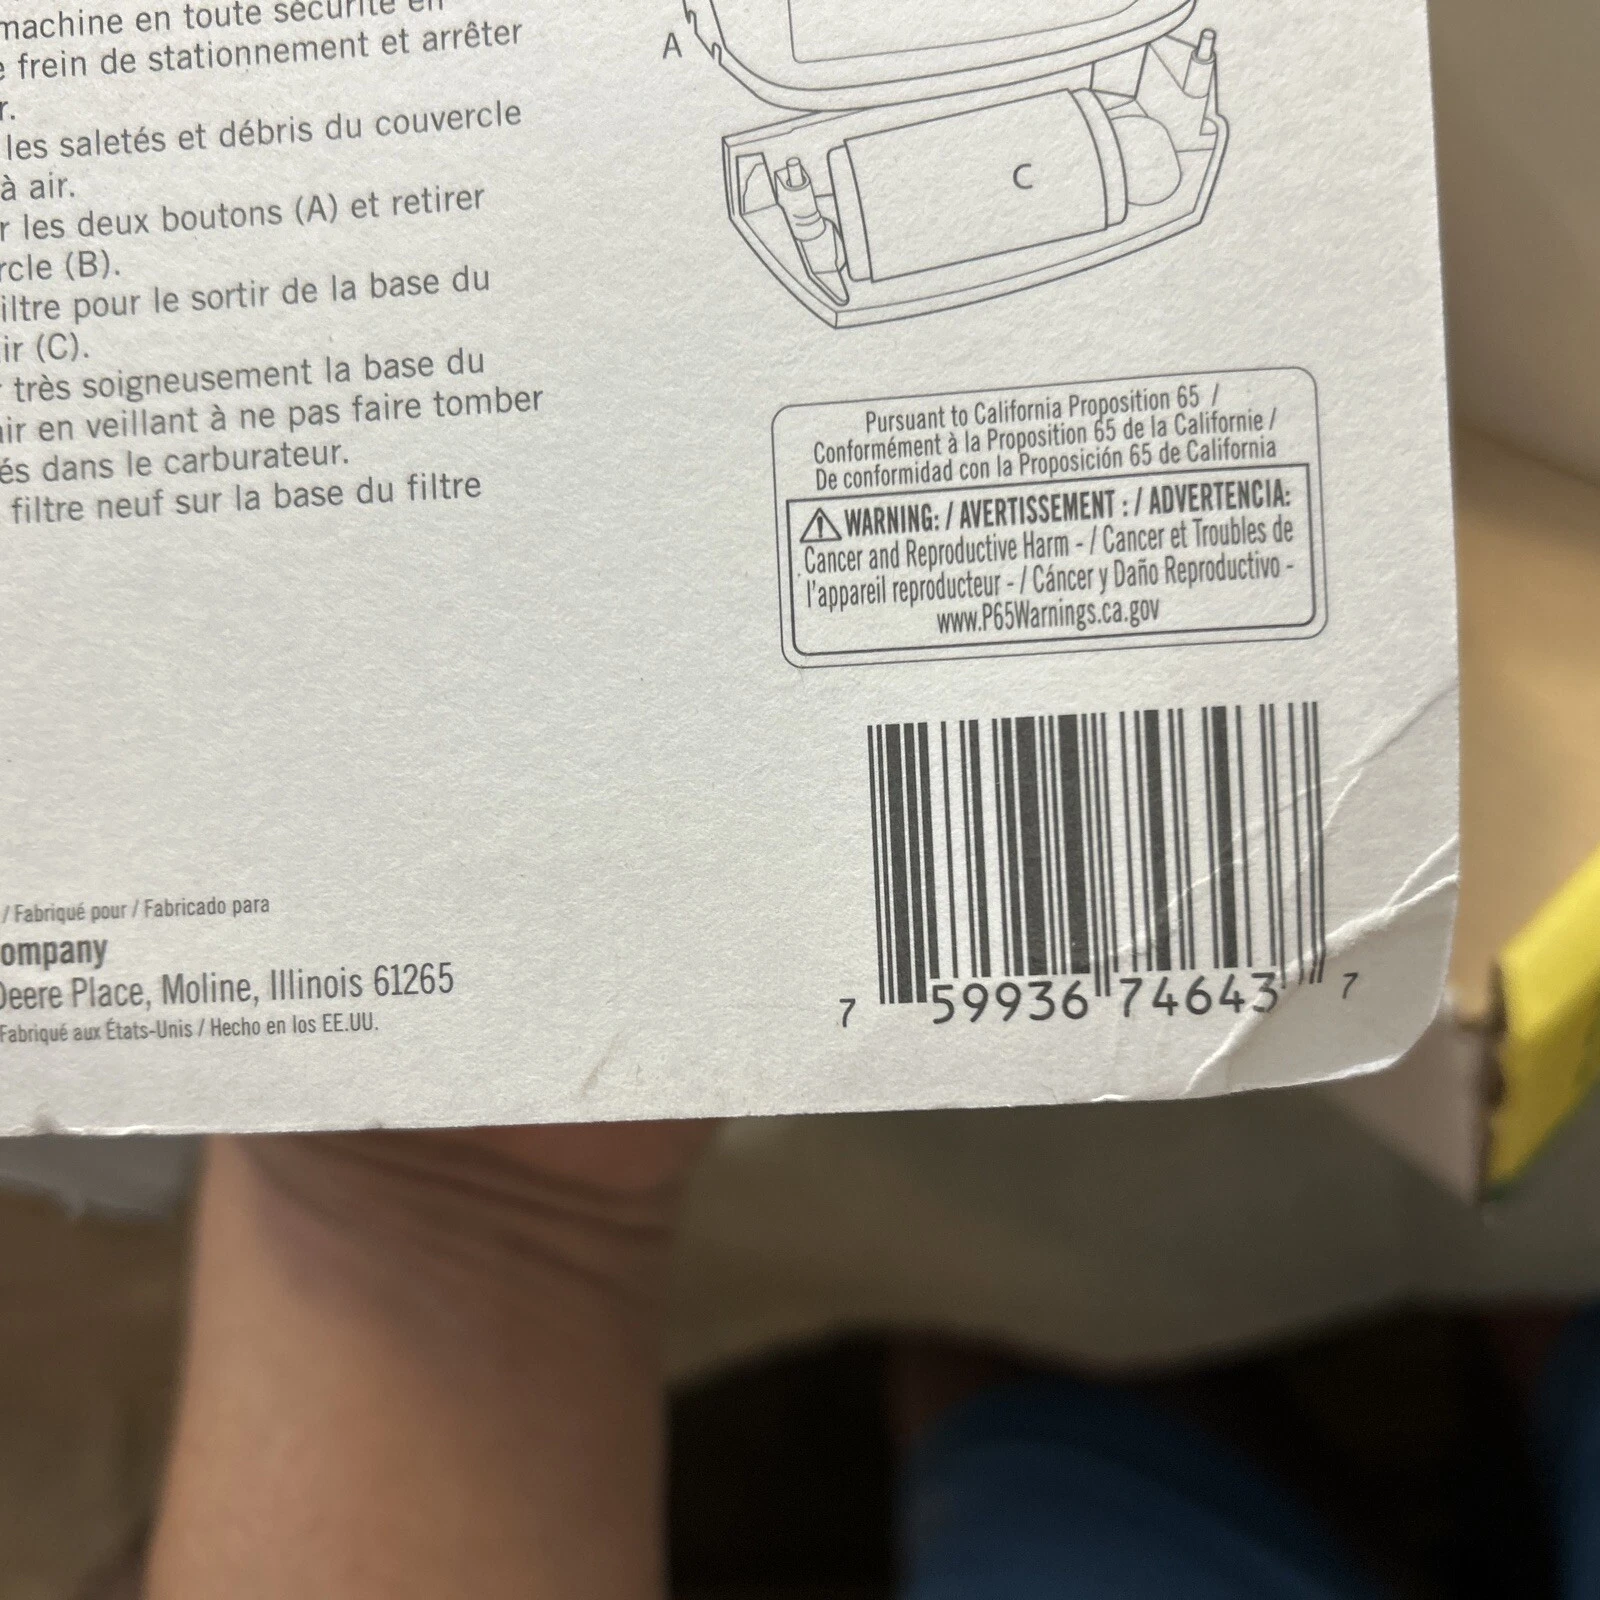 machine en toute sécurité en
frein de stationnement et arrêter
r.
les saletés et débris du couvercle
à air.
r les deux boutons (A) et retirer
rcle (B).
iltre pour le sortir de la base du
ir (C).
très soigneusement la base du
air en veillant à ne pas faire tomber
és dans le carburateur.
filtre neuf sur la base du filtre
A
C
Pursuant to California Proposition 65 /
Conformément à la Proposition 65 de la Californie /
De conformidad con la Proposición 65 de California
WARNING: / AVERTISSEMENT : / ADVERTENCIA:
Cancer and Reproductive Harm - / Cancer et Troubles de
l'appareil reproducteur - / Cáncer y Daño Reproductivo -
www.P65Warnings.ca.gov
/ Fabriqué pour / Fabricado para
ompany
Deere Place, Moline, Illinois 61265
Fabriqué aux États-Unis / Hecho en los EE.UU.
7 59936 74643 7